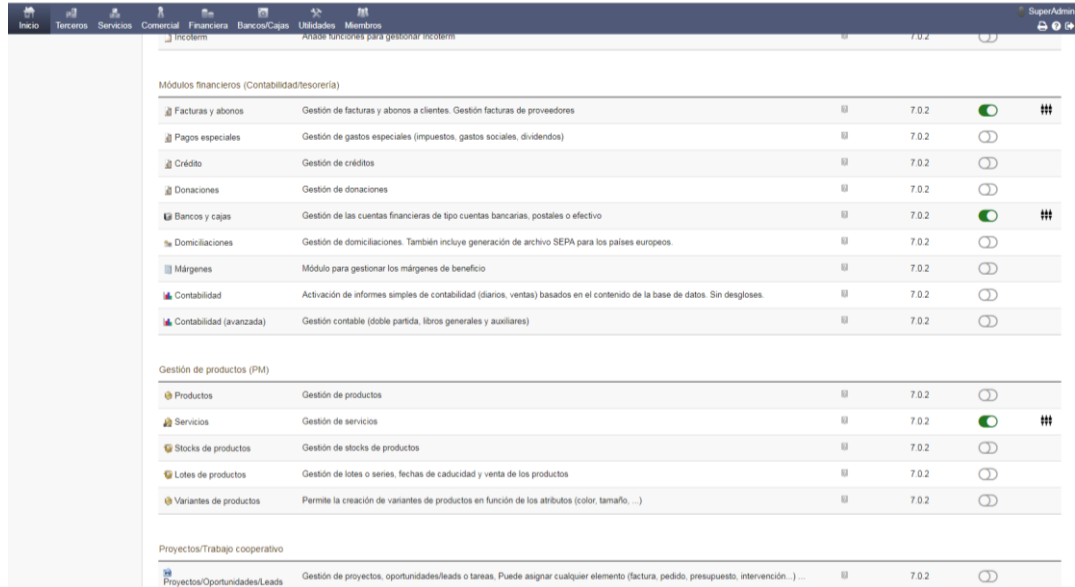 Inicio Terceros Servicios Comercial Financiera Bancos/Cajas Utilidades Miembros
SuperAdmin
Incoterm Añade funciones para gestionar Incoterm 7.0.2
Módulos financieros (Contabilidad/tesorería)
Facturas y abonos Gestión de facturas y abonos a clientes. Gestión facturas de proveedores 7.0.2
Pagos especiales Gestión de gastos especiales (impuestos, gastos sociales, dividendos) 7.0.2
Crédito Gestión de créditos 7.0.2
Donaciones Gestión de donaciones 7.0.2
Bancos y cajas Gestión de las cuentas financieras de tipo cuentas bancarias, postales o efectivo 7.0.2
Domiciliaciones Gestión de domiciliaciones. También incluye generación de archivo SEPA para los países europeos. 7.0.2
Márgenes Módulo para gestionar los márgenes de beneficio 7.0.2
Contabilidad Activación de informes simples de contabilidad (diarios, ventas) basados en el contenido de la base de datos. Sin desgloses. 7.0.2
Contabilidad (avanzada) Gestión contable (doble partida, libros generales y auxiliares) 7.0.2
Gestión de productos (PM)
Productos Gestión de productos 7.0.2
Servicios Gestión de servicios 7.0.2
Stocks de productos Gestión de stocks de productos 7.0.2
Lotes de productos Gestión de lotes o series, fechas de caducidad y venta de los productos 7.0.2
Variantes de productos Permite la creación de variantes de productos en función de los atributos (color, tamaño, ...) 7.0.2
Proyectos/Trabajo cooperativo
Proyectos/Oportunidades/Leads Gestión de proyectos, oportunidades/leads o tareas, Puede asignar cualquier elemento (factura, pedido, presupuesto, intervención...) ... 7.0.2